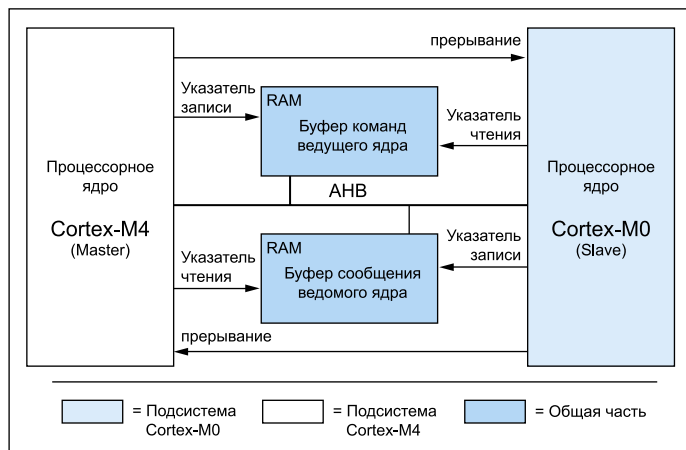 прерывание
Указатель
записи
RAM
Буфер команд
ведущего ядра
Указатель
чтения
Процессорное
ядро
Cortex-M4
(Master)
AHB
Процессорное
ядро
Cortex-M0
(Slave)
Указатель
чтения
RAM
Буфер сообщения
ведомого ядра
Указатель
записи
прерывание
= Подсистема
Cortex-M0
= Подсистема
Cortex-M4
= Общая часть